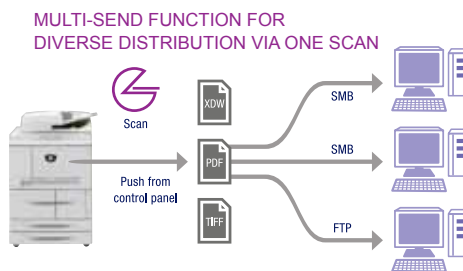 MULTI-SEND FUNCTION FOR
DIVERSE DISTRIBUTION VIA ONE SCAN
Scan
XDW
SMB
PDF
SMB
Push from
control panel
TIFF
FTP